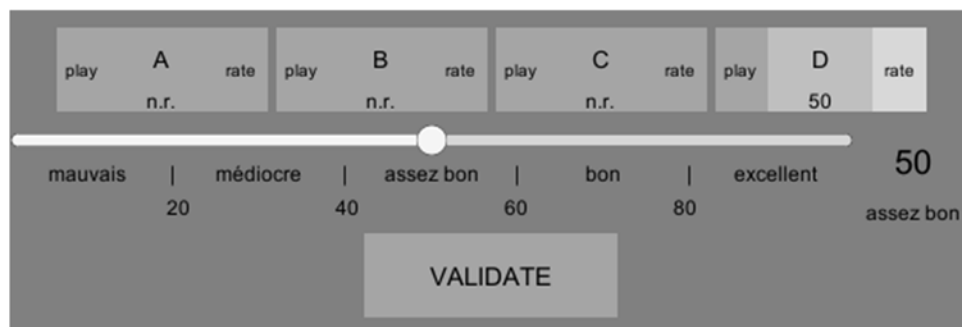 play A rate play B rate play C rate play D rate
n.r. n.r. n.r. 50
mauvais | médiocre | assez bon | bon | excellent 50
20 40 60 80 assez bon
VALIDATE